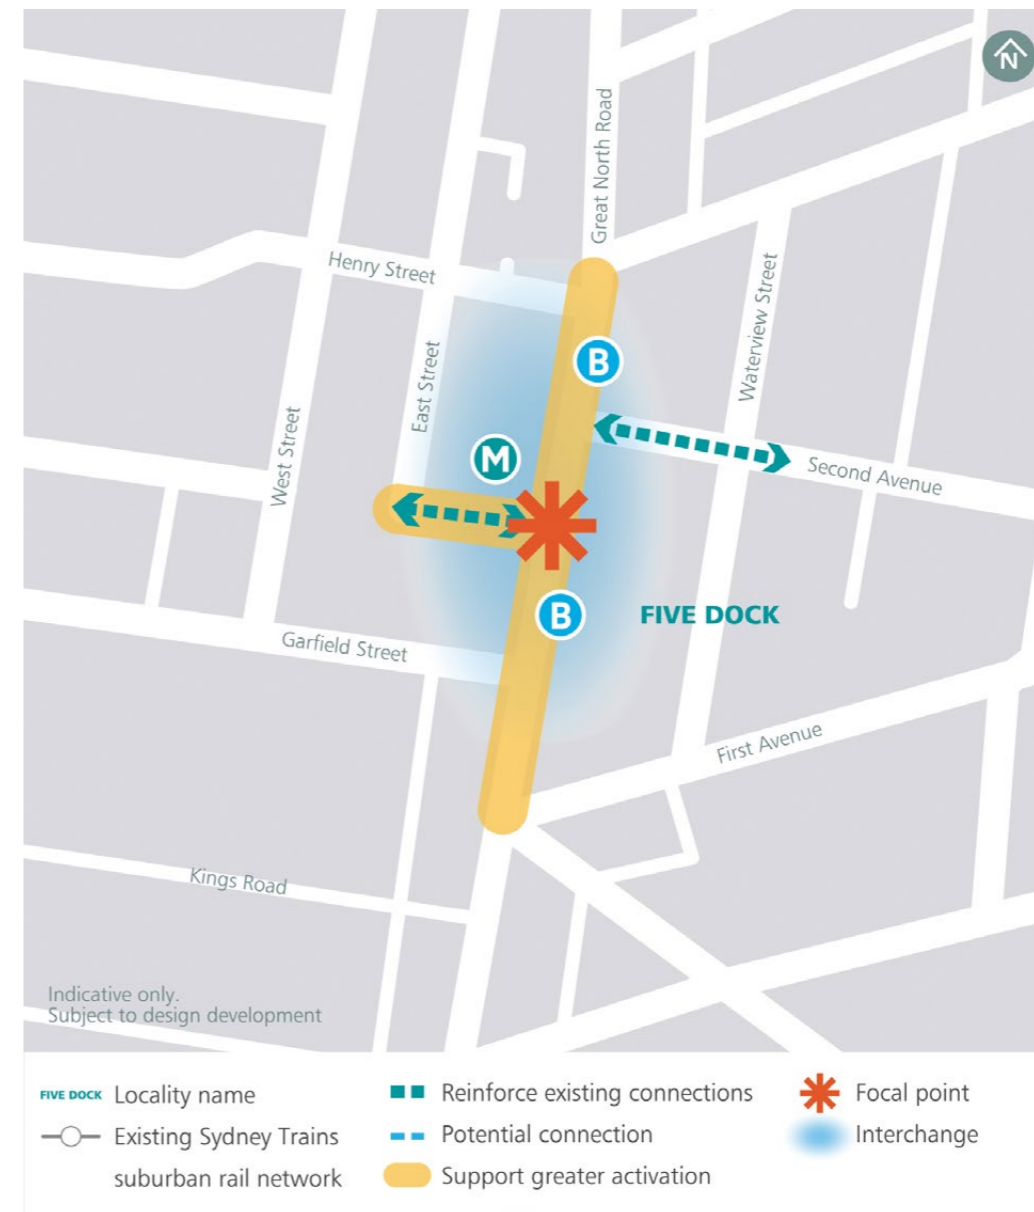 N
Great North Road
Henry Street
Waterview Street
B
East Street
West Street
M
Second Avenue
B
FIVE DOCK
Garfield Street
First Avenue
Kings Road
Indicative only.
Subject to design development
FIVE DOCK Locality name
Existing Sydney Trains
suburban rail network
Reinforce existing connections
Potential connection
Support greater activation
Focal point
Interchange